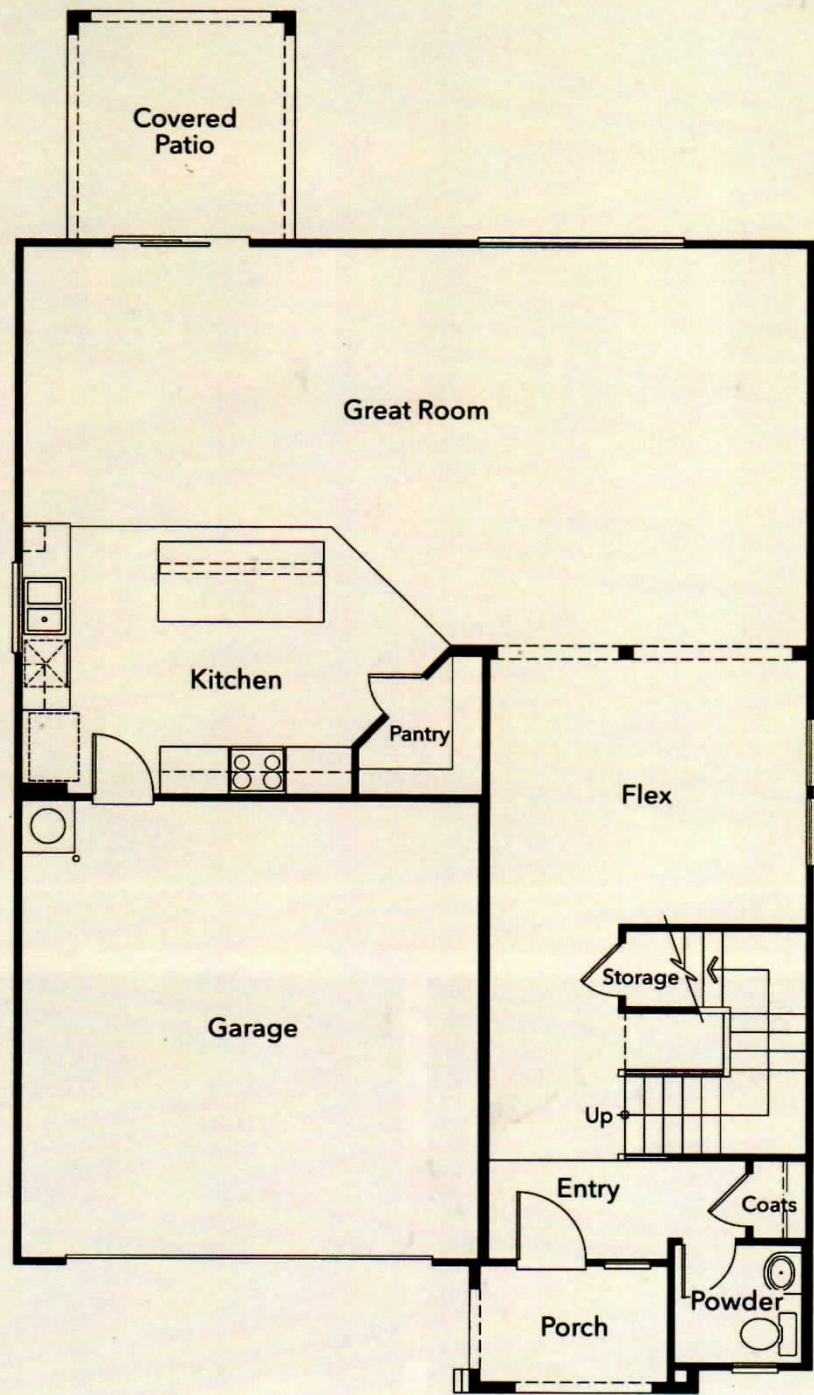 Covered
Patio
Great Room
Kitchen
Pantry
Flex
Storage
Garage
Up
Entry
Coats
Powder
Porch